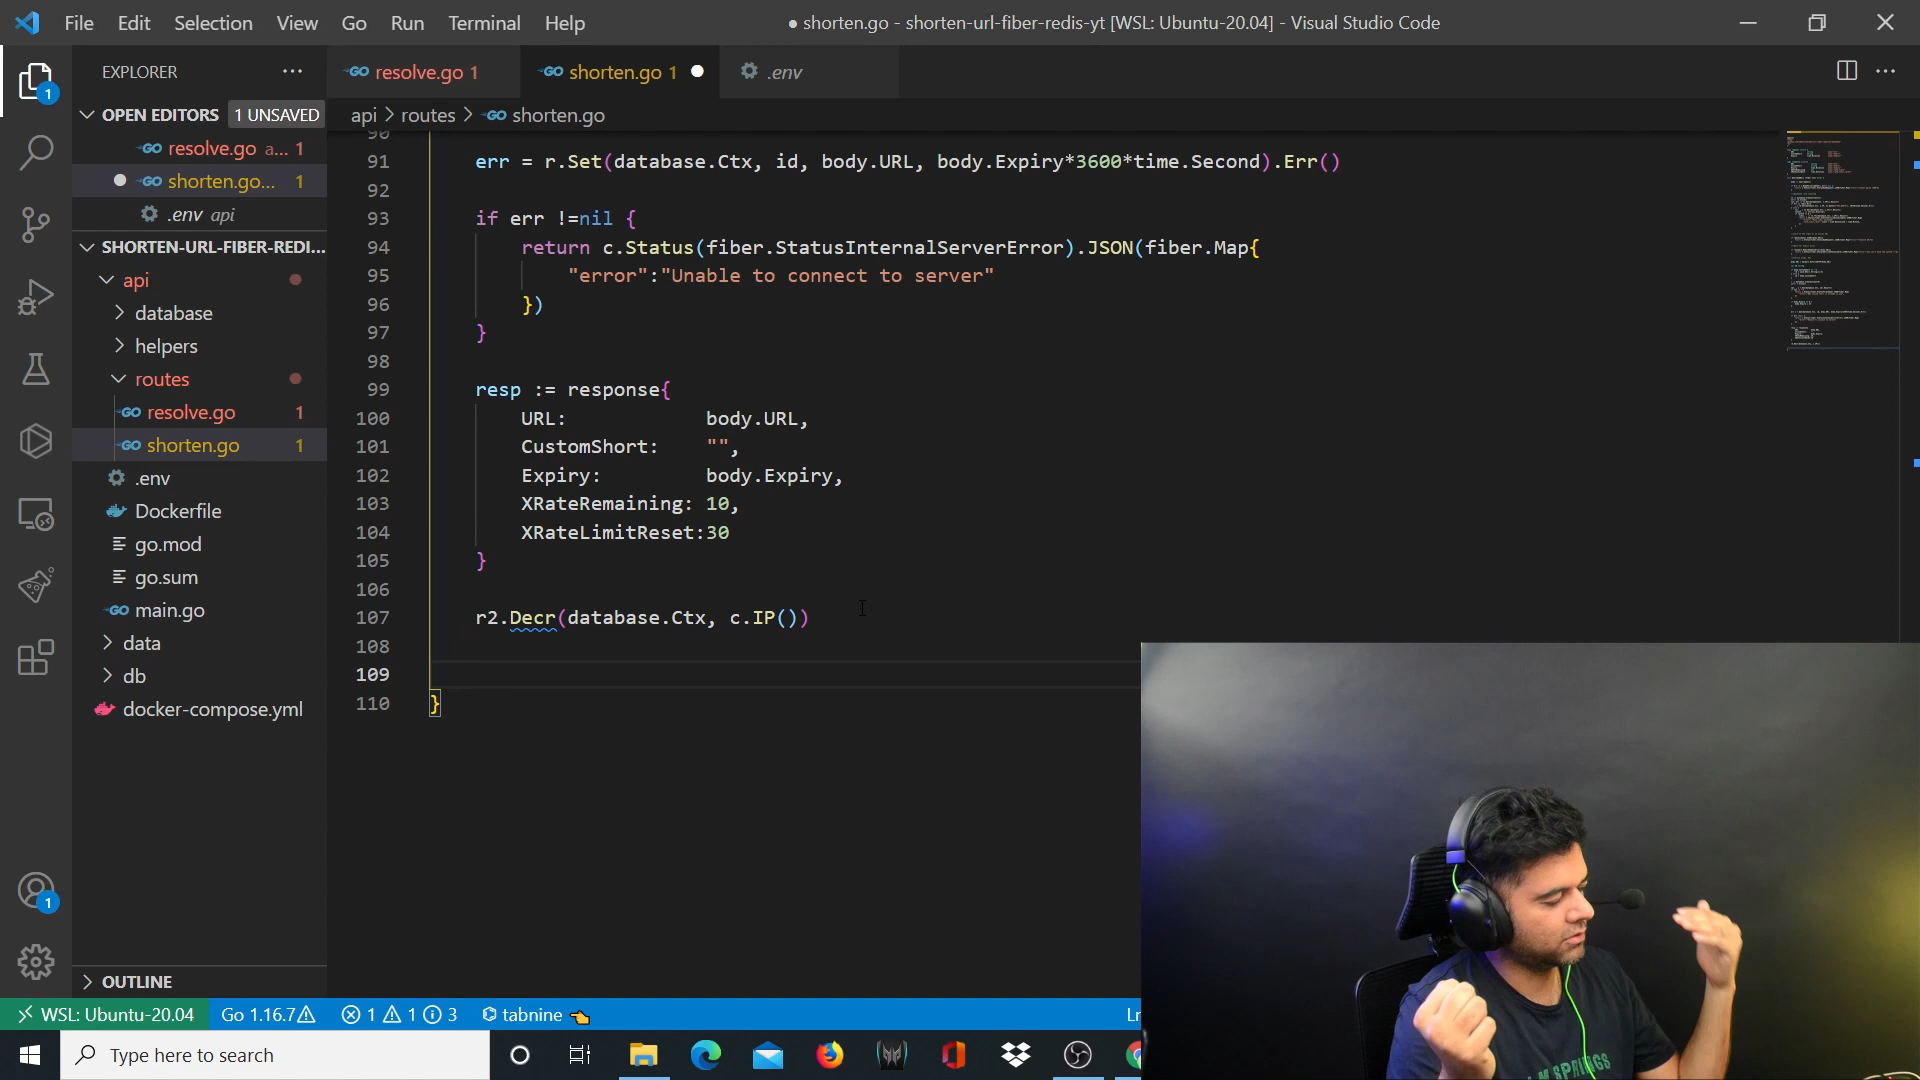 File Edit Selection View Go Run Terminal Help
● shorten.go - shorten-url-fiber-redis-yt [WSL: Ubuntu-20.04] - Visual Studio Code
EXPLORER
resolve.go 1
shorten.go 1
.env
OPEN EDITORS 1 UNSAVED
resolve.go a... 1
shorten.go... 1
.env api
SHORTEN-URL-FIBER-REDI...
api
database
helpers
routes
resolve.go 1
shorten.go 1
.env
Dockerfile
go.mod
go.sum
main.go
data
db
docker-compose.yml
OUTLINE
api > routes > shorten.go
90
91 err = r.Set(database.Ctx, id, body.URL, body.Expiry*3600*time.Second).Err()
92
93 if err !=nil {
94 return c.Status(fiber.StatusInternalServerError).JSON(fiber.Map{
95 "error":"Unable to connect to server"
96 })
97 }
98
99 resp := response{
100 URL: body.URL,
101 CustomShort: "",
102 Expiry: body.Expiry,
103 XRateRemaining: 10,
104 XRateLimitReset:30
105 }
106
107 r2.Decr(database.Ctx, c.IP())
108
109
110 }
1
1
WSL: Ubuntu-20.04 Go 1.16.7 1 1 3 tabnine Ln
Type here to search